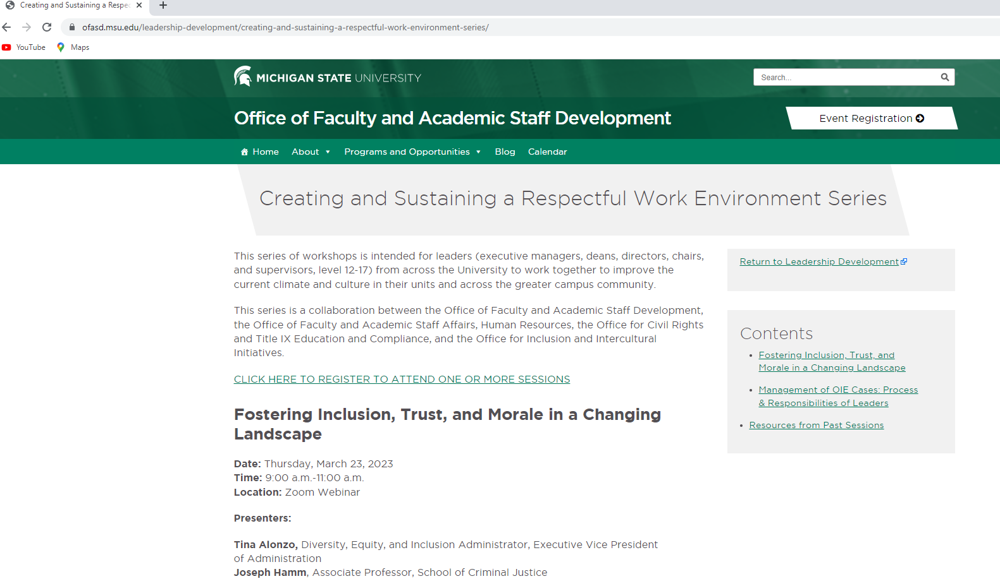 Creating and Sustaining a Respec
ofasd.msu.edu/leadership-development/creating-and-sustaining-a-respectful-work-environment-series/
YouTube Maps
MICHIGAN STATE UNIVERSITY
Search...
Office of Faculty and Academic Staff Development
Event Registration
Home About Programs and Opportunities Blog Calendar
Creating and Sustaining a Respectful Work Environment Series
This series of workshops is intended for leaders (executive managers, deans, directors, chairs,
and supervisors, level 12-17) from across the University to work together to improve the
current climate and culture in their units and across the greater campus community.
This series is a collaboration between the Office of Faculty and Academic Staff Development,
the Office of Faculty and Academic Staff Affairs, Human Resources, the Office for Civil Rights
and Title IX Education and Compliance, and the Office for Inclusion and Intercultural
Initiatives.
CLICK HERE TO REGISTER TO ATTEND ONE OR MORE SESSIONS
Fostering Inclusion, Trust, and Morale in a Changing
Landscape
Date: Thursday, March 23, 2023
Time: 9:00 a.m.-11:00 a.m.
Location: Zoom Webinar
Presenters:
Tina Alonzo, Diversity, Equity, and Inclusion Administrator, Executive Vice President
of Administration
Joseph Hamm, Associate Professor, School of Criminal Justice
Return to Leadership Development
Contents
Fostering Inclusion, Trust, and
Morale in a Changing Landscape
Management of OIE Cases: Process
& Responsibilities of Leaders
Resources from Past Sessions